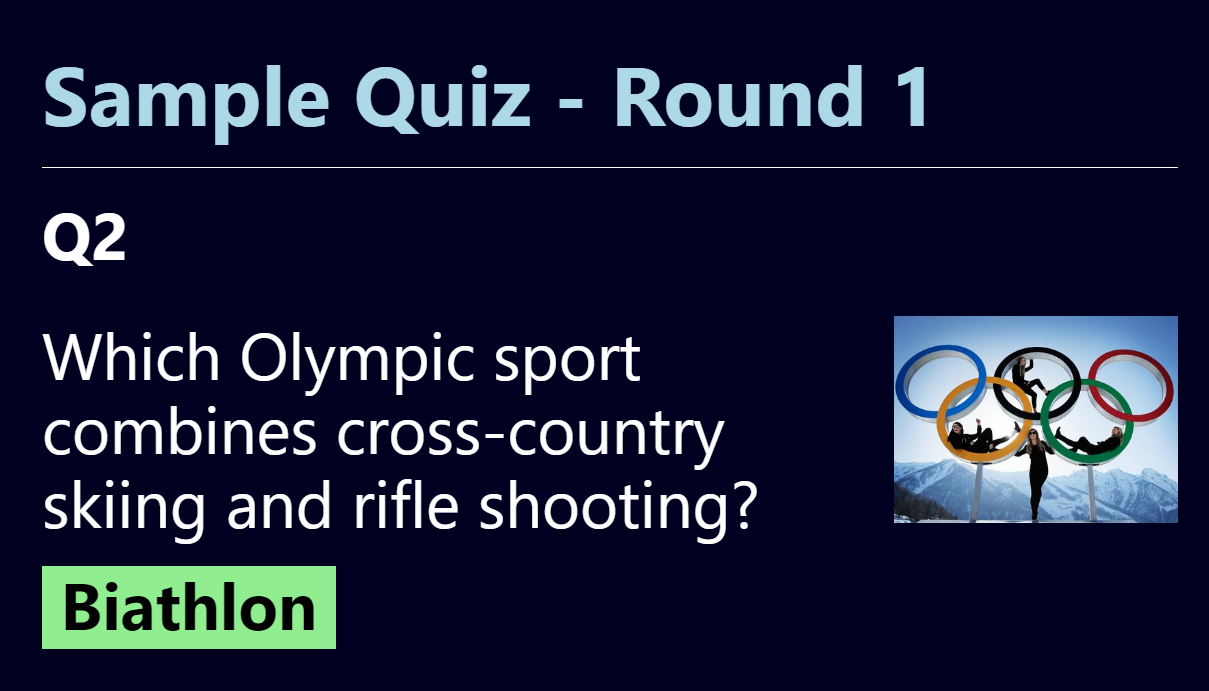 Sample Quiz - Round 1
Q2
Which Olympic sport
combines cross-country
skiing and rifle shooting?
Biathlon